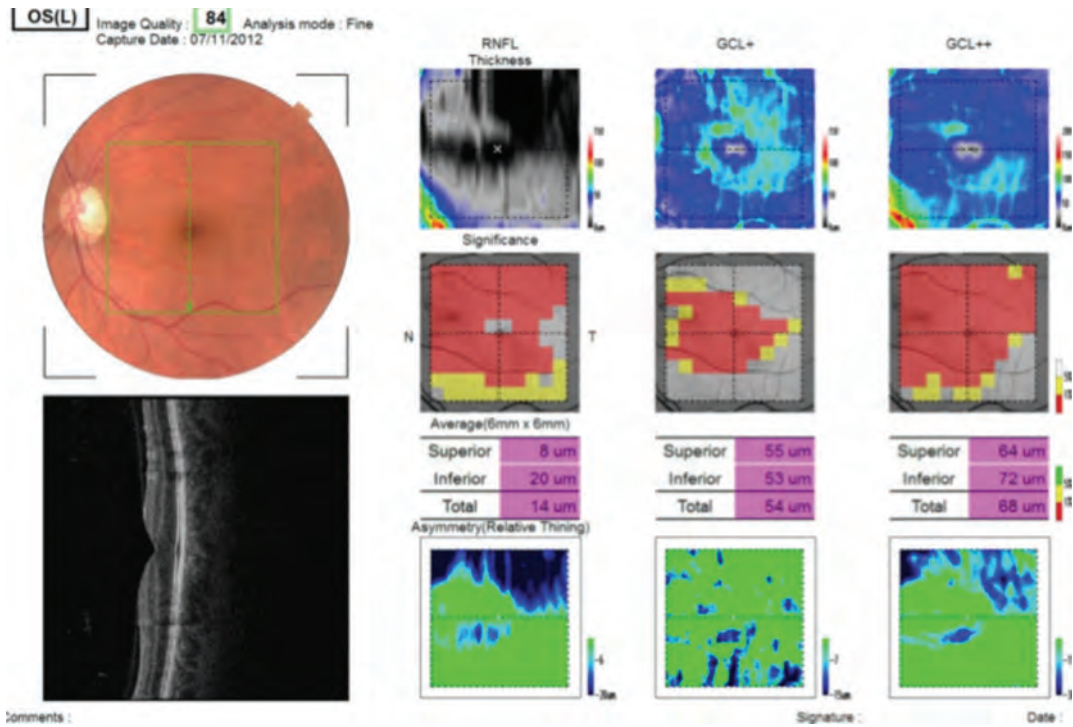 OS(L) Image Quality : 84 Analysis mode : Fine
Capture Date : 07/11/2012
RNFL
Thickness
GCL+
GCL++
Significance
N
T
Average(6mm x 6mm)
Superior 8 um
Inferior 20 um
Total 14 um
Superior 55 um
Inferior 53 um
Total 54 um
Superior 64 um
Inferior 72 um
Total 68 um
Asymmetry(Relative Thining)
Comments :
Signature :
Date :